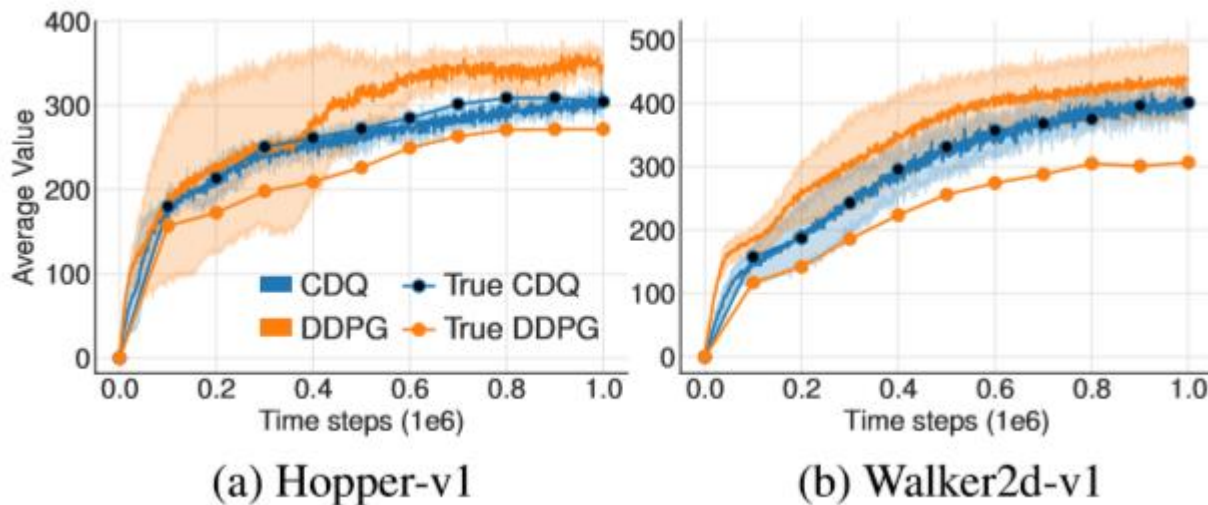 400
300
200
100
0
Average Value
CDQ
True CDQ
DDPG
True DDPG
0.0 0.2 0.4 0.6 0.8 1.0
Time steps (1e6)
(a) Hopper-v1
500
400
300
200
100
0
0.0 0.2 0.4 0.6 0.8 1.0
Time steps (1e6)
(b) Walker2d-v1